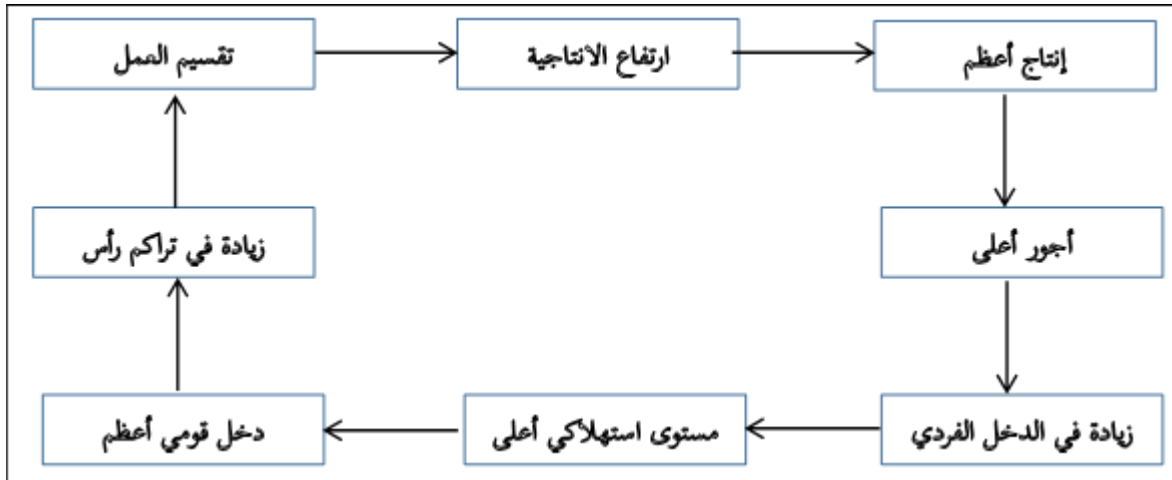 تقسيم العمل
ارتفاع الانتاجية
إنتاج أعظم
أجور أعلى
زيادة في الدخل الفردي
مستوى استهلاكي أعلى
دخل قومي أعظم
زيادة في تراكم رأس